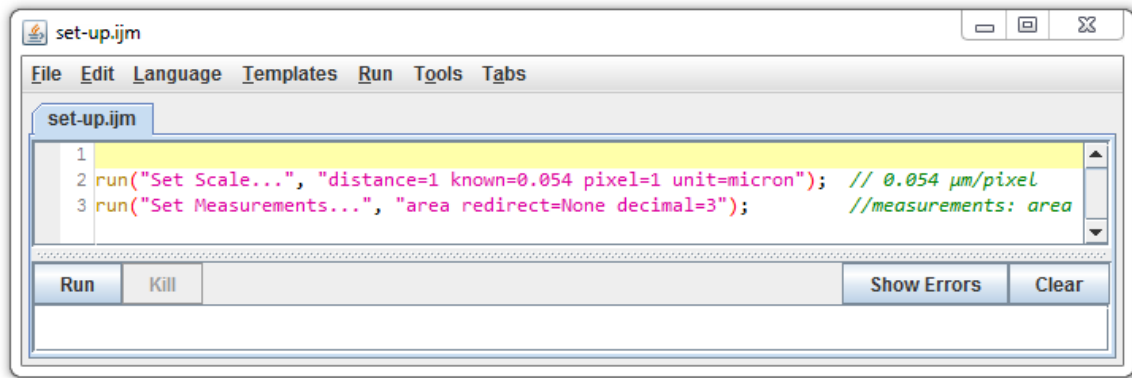 set-up.ijm
File Edit Language Templates Run Tools Tabs
set-up.ijm
1
2 run("Set Scale...", "distance=1 known=0.054 pixel=1 unit=micron"); // 0.054 µm/pixel
3 run("Set Measurements...", "area redirect=None decimal=3"); //measurements: area
Run Kill Show Errors Clear